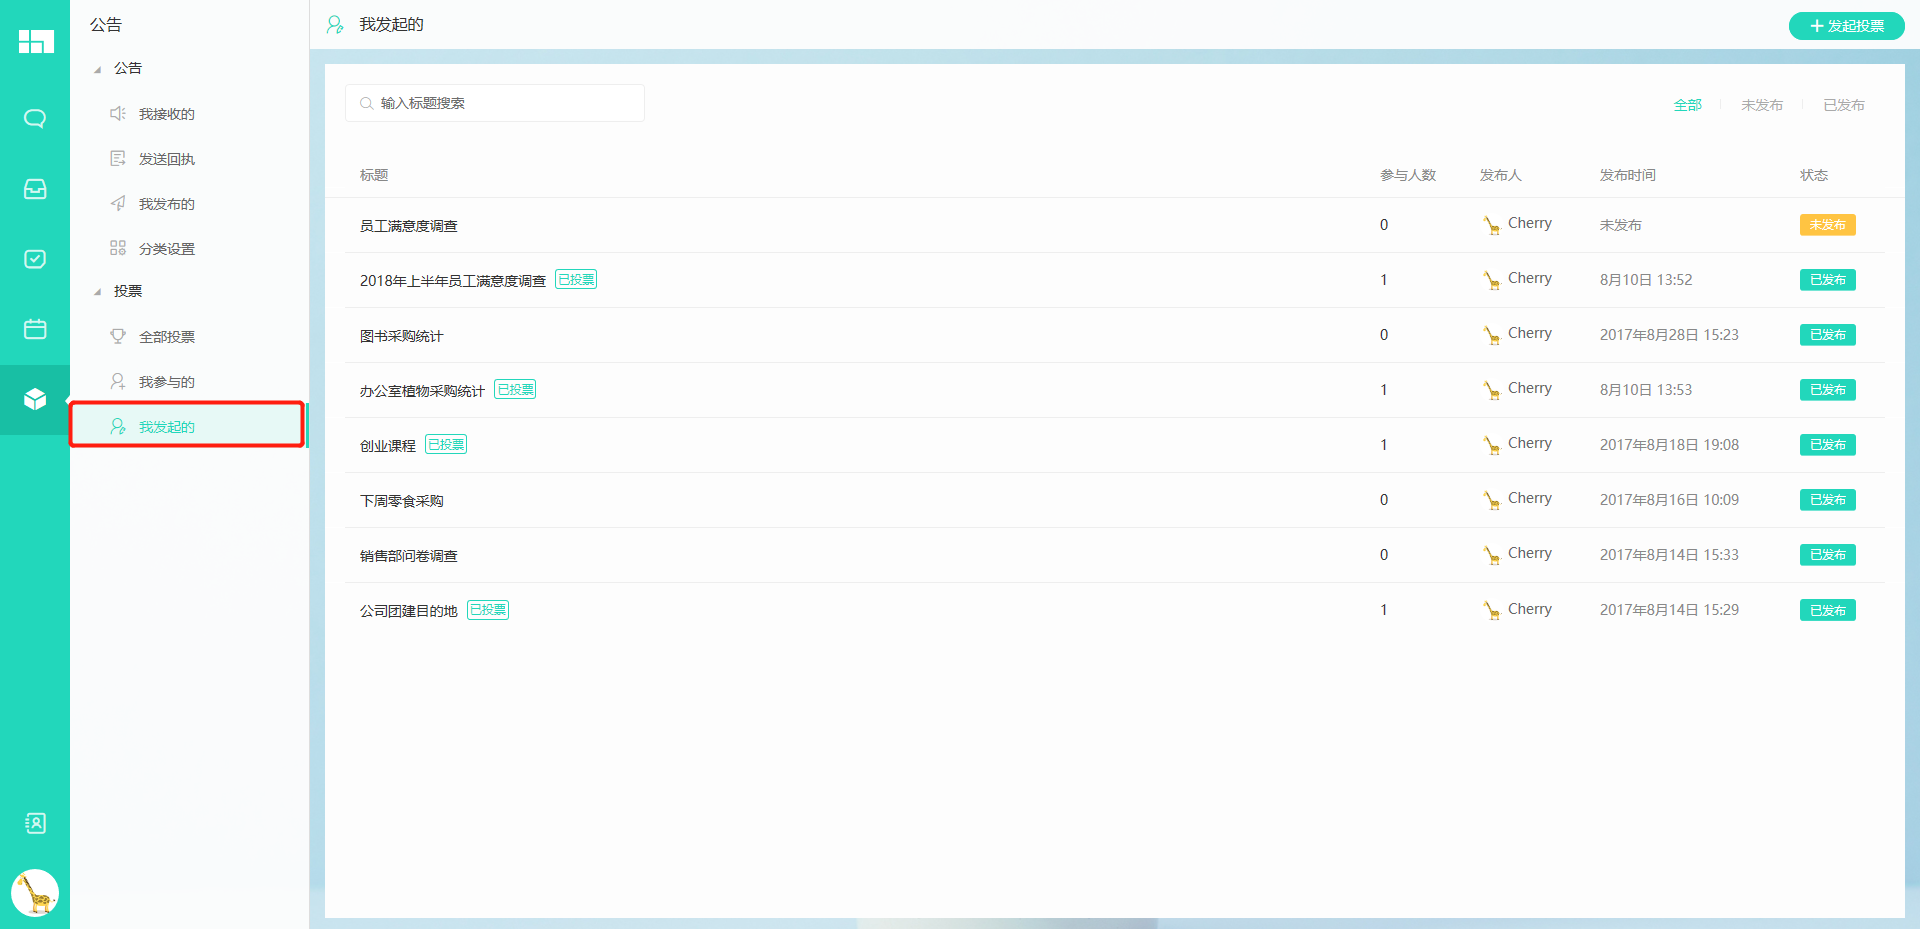 公告
公告
我接收的
发送回执
我发布的
分类设置
投票
全部投票
我参与的
我发起的
我发起的
发起投票
输入标题搜索
全部 未发布 已发布
标题 参与人数 发布人 发布时间 状态
员工满意度调查 0 Cherry 未发布 未发布
2018年上半年员工满意度调查 已投票 1 Cherry 8月10日 13:52 已发布
图书采购统计 0 Cherry 2017年8月28日 15:23 已发布
办公室植物采购统计 已投票 1 Cherry 8月10日 13:53 已发布
创业课程 已投票 1 Cherry 2017年8月18日 19:08 已发布
下周零食采购 0 Cherry 2017年8月16日 10:09 已发布
销售部问卷调查 0 Cherry 2017年8月14日 15:33 已发布
公司团建目的地 已投票 1 Cherry 2017年8月14日 15:29 已发布